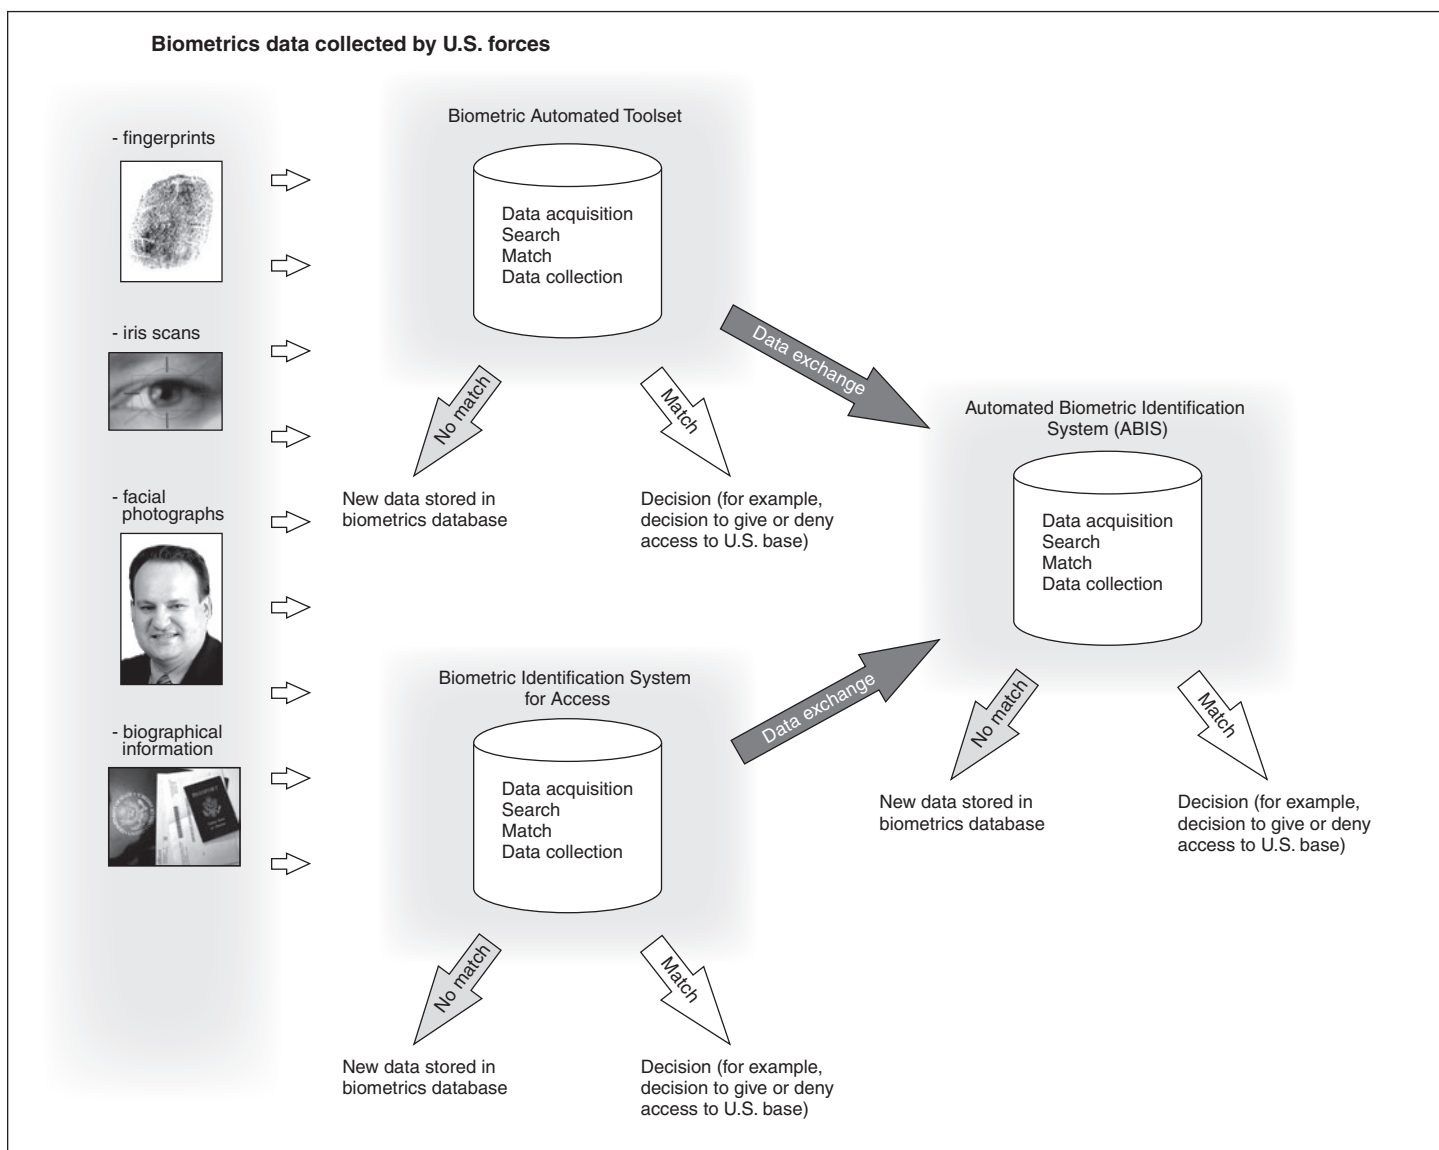 Biometrics data collected by U.S. forces
- fingerprints
- iris scans
- facial
photographs
- biographical
information
PASSPORT
Biometric Automated Toolset
Data acquisition
Search
Match
Data collection
No match
Match
New data stored in
biometrics database
Decision (for example,
decision to give or deny
access to U.S. base)
Data exchange
Biometric Identification System
for Access
Data acquisition
Search
Match
Data collection
No match
Match
New data stored in
biometrics database
Decision (for example,
decision to give or deny
access to U.S. base)
Data exchange
Automated Biometric Identification
System (ABIS)
Data acquisition
Search
Match
Data collection
No match
Match
New data stored in
biometrics database
Decision (for example,
decision to give or deny
access to U.S. base)